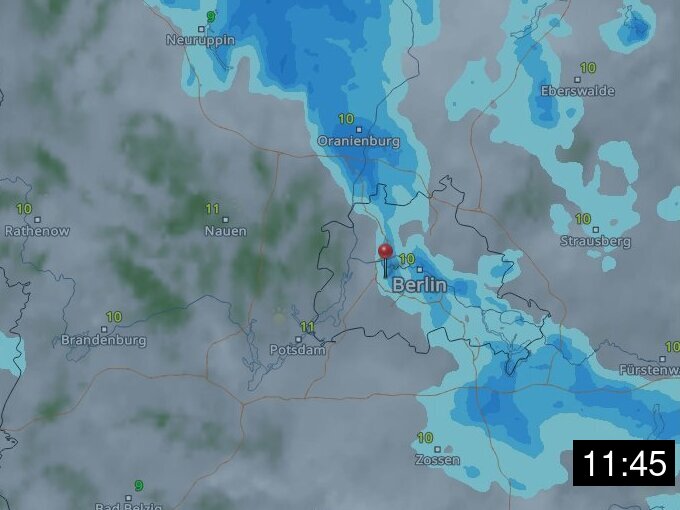 9
Neuruppin
10
Eberswalde
10
Oranienburg
10
Rathenow
11
Nauen
10
Strausberg
10
Berlin
10
Brandenburg
11
Potsdam
10
Fürstenwa
10
Zossen
11:45
9
Bad Belzig